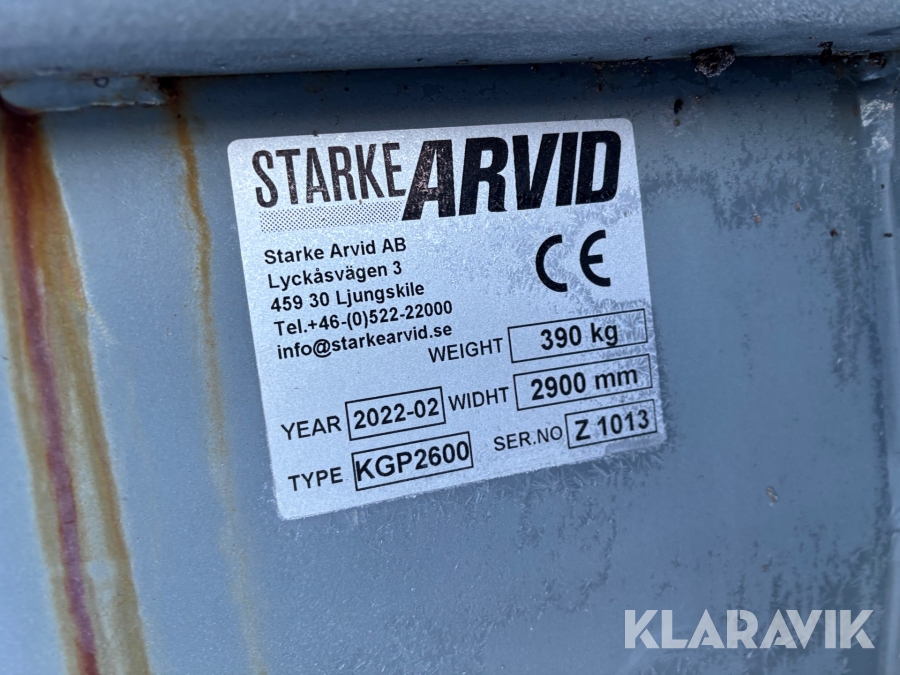 STARKE ARVID
CE
Starke Arvid AB
Lyckåsvägen 3
459 30 Ljungskile
Tel.+46-(0)522-22000
info@starkearvid.se
WEIGHT 390 kg
YEAR 2022-02 WIDHT 2900 mm
TYPE KGP2600 SER.NO Z 1013
KLARAVIK